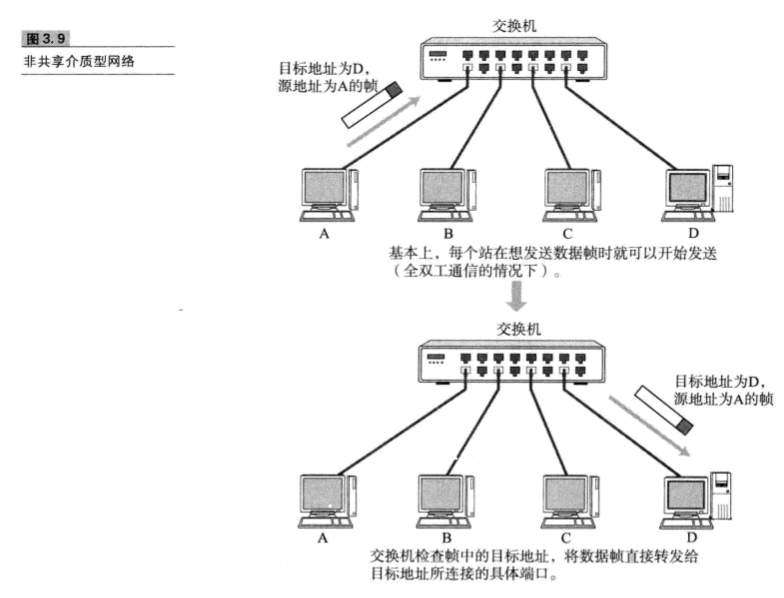 图3.9
非共享介质型网络
交换机
目标地址为D，
源地址为A的帧
A
B
C
D
基本上，每个站在想发送数据帧时就可以开始发送
（全双工通信的情况下）。
交换机
目标地址为D，
源地址为A的帧
A
B
C
D
交换机检查帧中的目标地址，将数据帧直接转发给
目标地址所连接的具体端口。